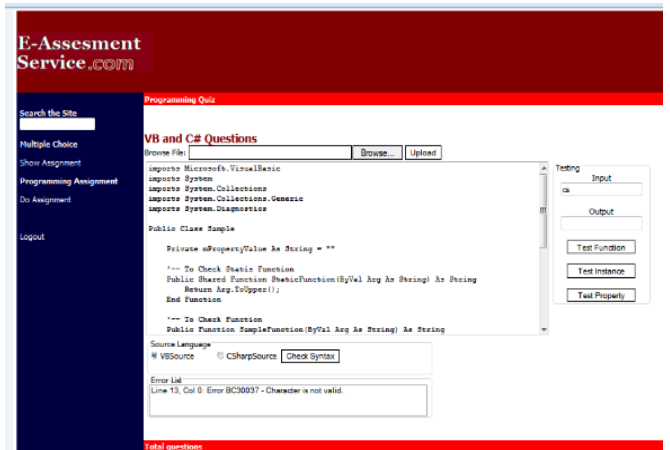 E-Assesment
Service.com
Programming Quiz
Search the Site
Multiple Choice
Show Assignment
Programming Assignment
Do Assignment
Logout
VB and C# Questions
Browse File:
Browse...
Upload
imports Microsoft.VisualBasic
imports System
imports System.Collections
imports System.Collections.Generic
imports System.Diagnostics
Public Class Sample
Private mPropertyValue As String = ""
'-- To Check Static Function
Public Shared Function StaticFunction(ByVal Arg As String) As String
Return Arg.ToUpper();
End Function
'-- To Check Function
Public Function SampleFunction(ByVal Arg As String) As String
Testing
Input
Output
Test Function
Test Instance
Test Property
Source Language
VBSource
CSharpSource
Check Syntax
Error List
Line 13, Col 0: Error BC30037 - Character is not valid.
Total questions